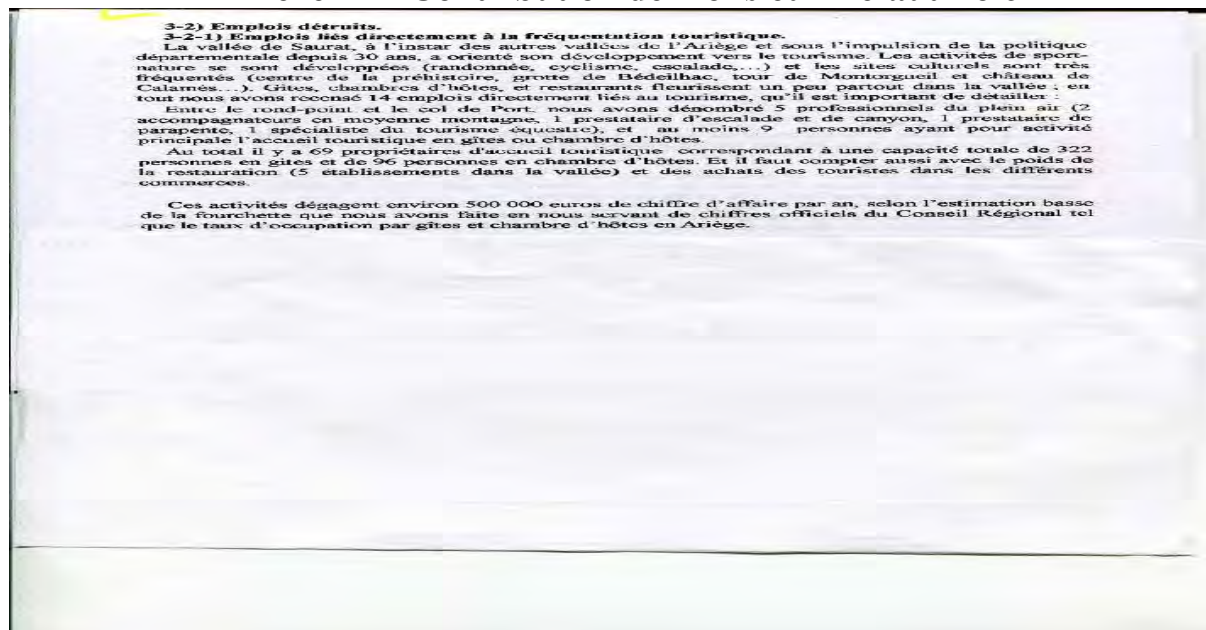 3-2) Emplois détruits.
3-2-1) Emplois liés directement à la fréquentation touristique.
La vallée de Saurat, à l'instar des autres vallées de l'Ariège et sous l'impulsion de la politique
départementale depuis 30 ans, a orienté son développement vers le tourisme. Les activités de sport-
nature se sont développées (randonnée, cyclisme, escalade,...) et les sites culturels sont très
fréquentés (centre de la préhistoire, grotte de Bédeilhac, tour de Montorgueil et château de
Calamès...). Gîtes, chambres d'hôtes, et restaurants fleurissent un peu partout dans la vallée ; en
tout nous avons recensé 14 emplois directement liés au tourisme, qu'il est important de détailler :
Entre le rond-point et le col de Port, nous avons dénombré 5 professionnels du plein air (2
accompagnateurs en moyenne montagne, 1 prestataire d'escalade et de canyon, 1 prestataire de
parapente, 1 spécialiste du tourisme équestre), et au moins 9 personnes ayant pour activité
principale l'accueil touristique en gîtes ou chambre d'hôtes.
Au total il y a 69 propriétaires d'accueil touristique correspondant à une capacité totale de 322
personnes en gites et de 96 personnes en chambre d'hôtes. Et il faut compter aussi avec le poids de
la restauration (5 établissements dans la vallée) et des achats des touristes dans les différents
commerces.
Ces activités dégagent environ 500 000 euros de chiffre d'affaire par an, selon l'estimation basse
de la fourchette que nous avons faite en nous servant de chiffres officiels du Conseil Régional tel
que le taux d'occupation par gîtes et chambre d'hôtes en Ariège.